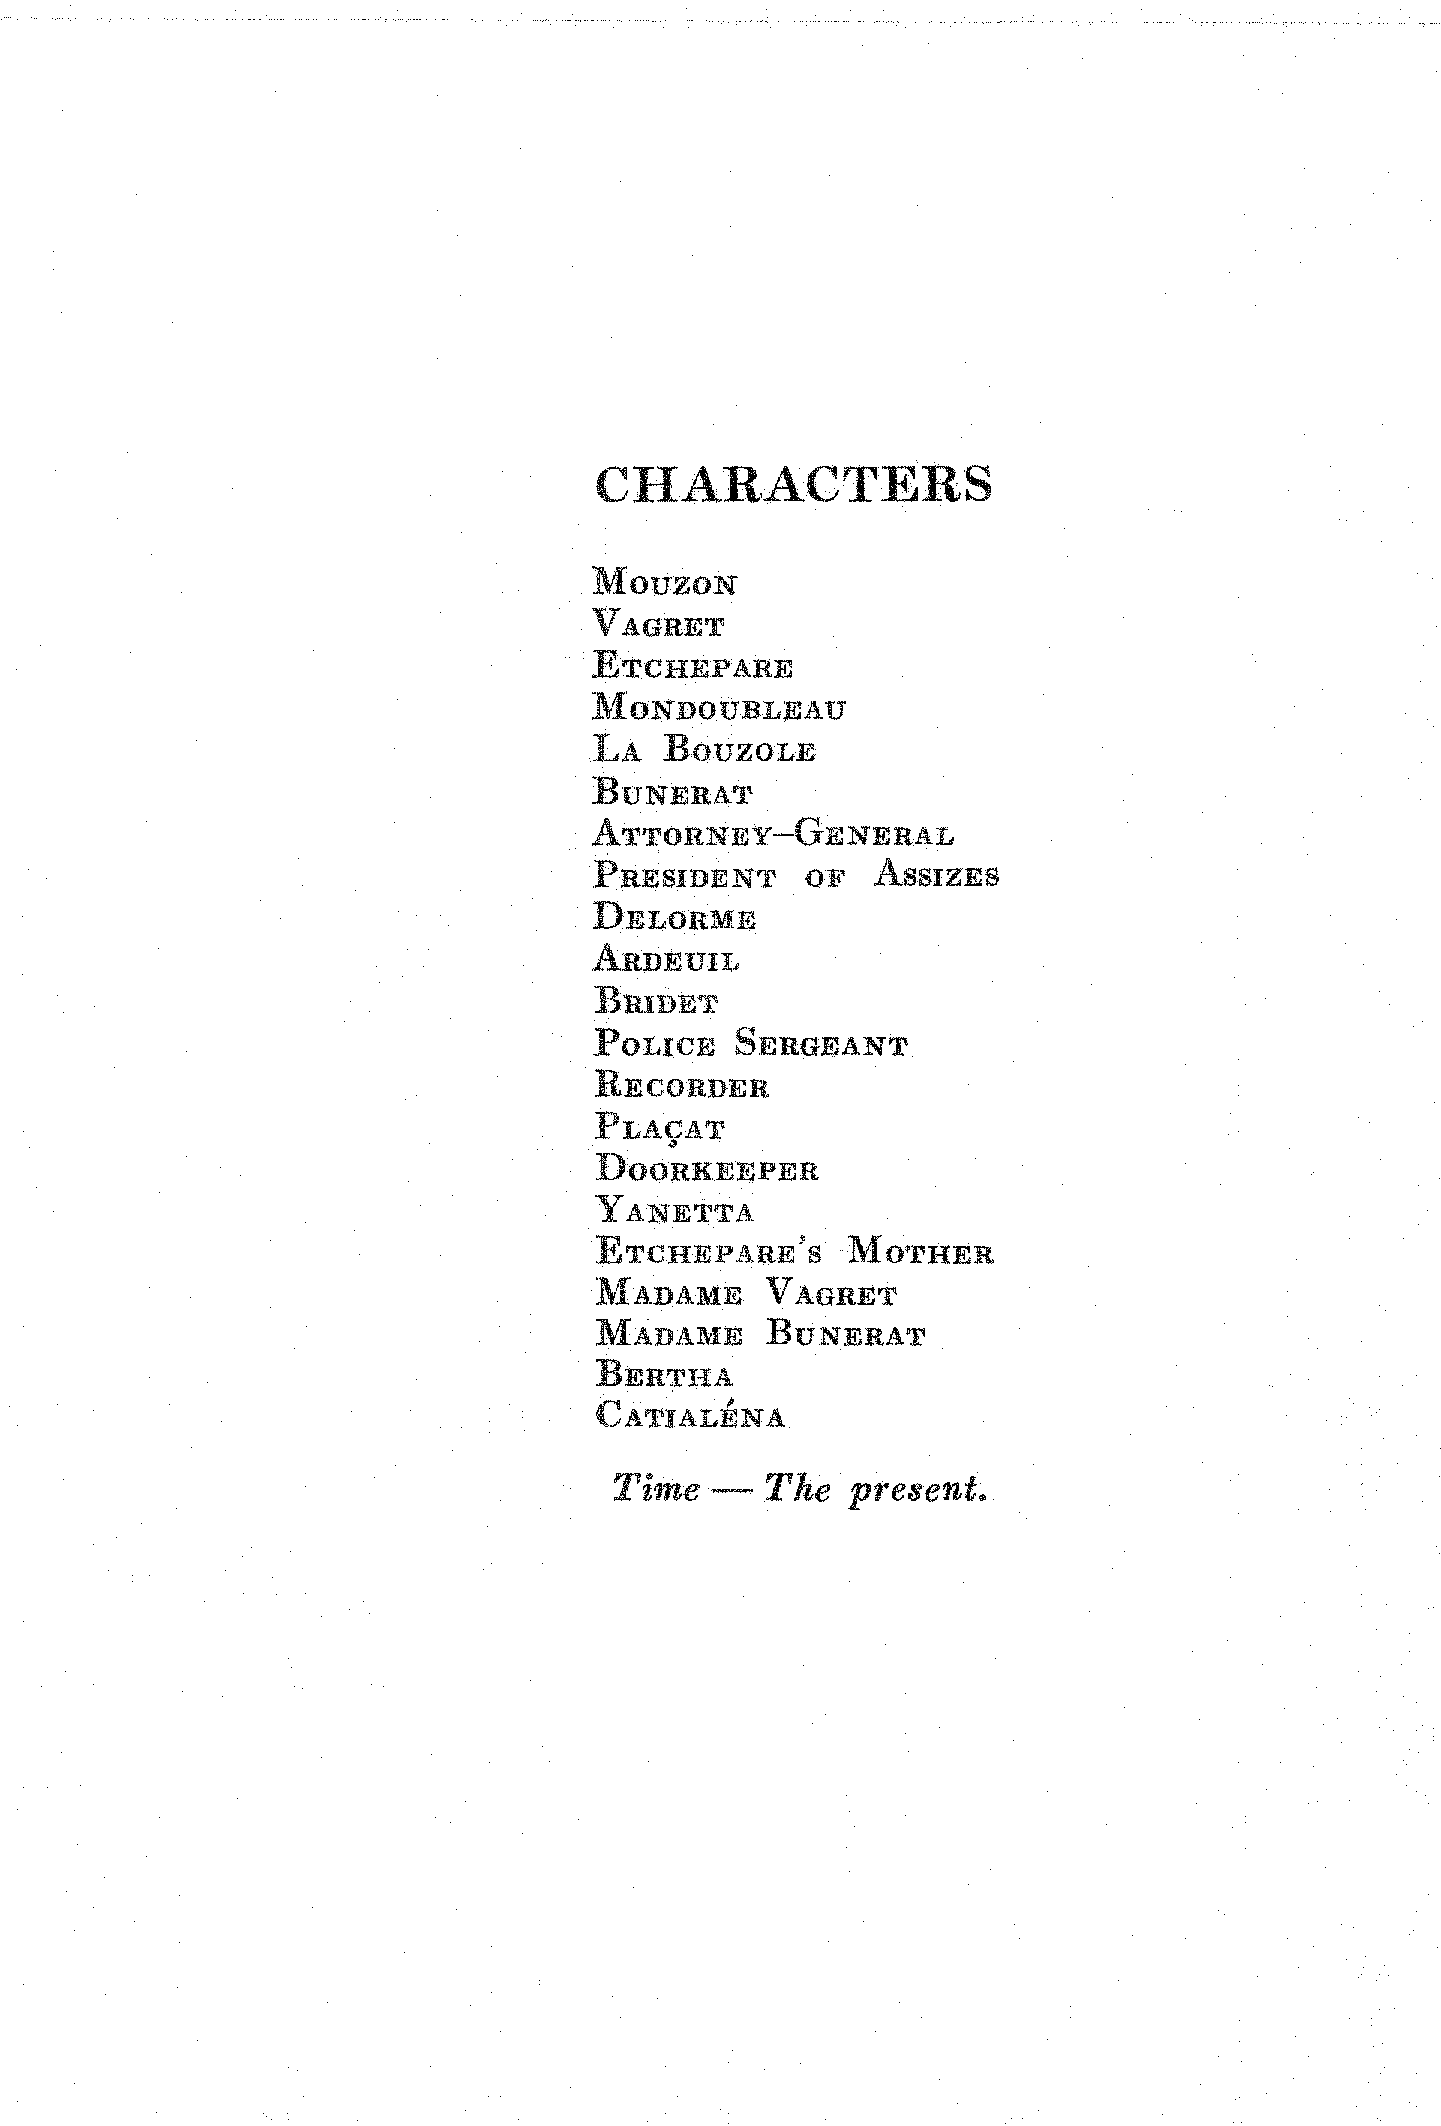 CHARACTERS
Mouzon
Vagret
Etchepare
Mondoubleau
La Bouzole
Bunerat
Attorney-General
President of Assizes
Delorme
Ardeuil
Bridet
Police Sergeant
Recorder
Plaçat
Doorkeeper
Yanetta
Etchepare's Mother
Madame Vagret
Madame Bunerat
Bertha
Catialéna
Time — The present.